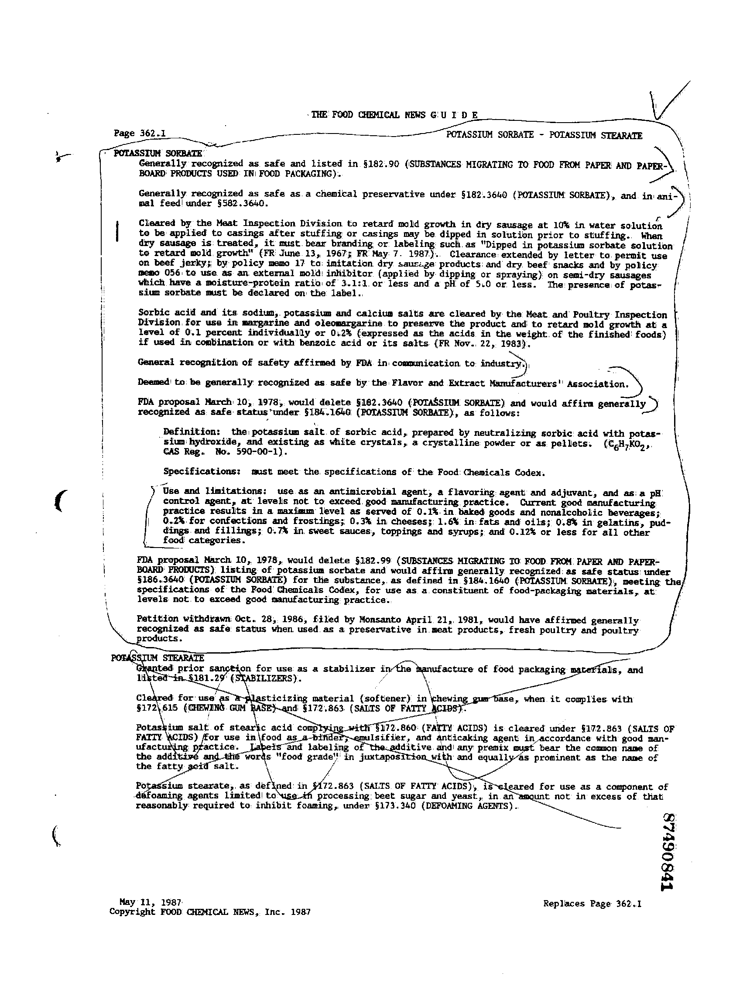 THE FOOD CHEMICAL NEWS G U I D E
Page 362.1
POTASSIUM SORBATE - POTASSIUM STEARATE
POTASSIUM SORBATE
Generally recognized as safe and listed in §182.90 (SUBSTANCES MIGRATING TO FOOD FROM PAPER AND PAPER-
BOARD PRODUCTS USED IN FOOD PACKAGING).
Generally recognized as safe as a chemical preservative under §182.3640 (POTASSIUM SORBATE), and in ani-
mal feed under §582.3640.
Cleared by the Meat Inspection Division to retard mold growth in dry sausage at 10% in water solution
to be applied to casings after stuffing or casings may be dipped in solution prior to stuffing. When
dry sausage is treated, it must bear branding or labeling such as "Dipped in potassium sorbate solution
to retard mold growth" (FR June 13, 1967; FR May 7, 1987). Clearance extended by letter to permit use
on beef jerky; by policy memo 17 to imitation dry sausage products and dry beef snacks and by policy
memo 056 to use as an external mold inhibitor (applied by dipping or spraying) on semi-dry sausages
which have a moisture-protein ratio of 3.1:1 or less and a pH of 5.0 or less. The presence of potas-
sium sorbate must be declared on the label.
Sorbic acid and its sodium, potassium and calcium salts are cleared by the Meat and Poultry Inspection
Division for use in margarine and oleomargarine to preserve the product and to retard mold growth at a
level of 0.1 percent individually or 0.2% (expressed as the acids in the weight of the finished foods)
if used in combination or with benzoic acid or its salts (FR Nov. 22, 1983).
General recognition of safety affirmed by FDA in communication to industry.
Deemed to be generally recognized as safe by the Flavor and Extract Manufacturers' Association.
FDA proposal March 10, 1978, would delete §182.3640 (POTASSIUM SORBATE) and would affirm generally
recognized as safe status under §184.1640 (POTASSIUM SORBATE), as follows:
Definition: the potassium salt of sorbic acid, prepared by neutralizing sorbic acid with potas-
sium hydroxide, and existing as white crystals, a crystalline powder or as pellets. (C6H7KO2,
CAS Reg. No. 590-00-1).
Specifications: must meet the specifications of the Food Chemicals Codex.
Use and limitations: use as an antimicrobial agent, a flavoring agent and adjuvant, and as a pH
control agent, at levels not to exceed good manufacturing practice. Current good manufacturing
practice results in a maximum level as served of 0.1% in baked goods and nonalcoholic beverages;
0.2% for confections and frostings; 0.3% in cheeses; 1.6% in fats and oils; 0.8% in gelatins, pud-
dings and fillings; 0.7% in sweet sauces, toppings and syrups; and 0.12% or less for all other
food categories.
FDA proposal March 10, 1978, would delete §182.99 (SUBSTANCES MIGRATING TO FOOD FROM PAPER AND PAPER-
BOARD PRODUCTS) listing of potassium sorbate and would affirm generally recognized as safe status under
§186.3640 (POTASSIUM SORBATE) for the substance, as defined in §184.1640 (POTASSIUM SORBATE), meeting the
specifications of the Food Chemicals Codex, for use as a constituent of food-packaging materials, at
levels not to exceed good manufacturing practice.
Petition withdrawn Oct. 28, 1986, filed by Monsanto April 21, 1981, would have affirmed generally
recognized as safe status when used as a preservative in meat products, fresh poultry and poultry
products.
POTASSIUM STEARATE
Granted prior sanction for use as a stabilizer in the manufacture of food packaging materials, and
listed in §181.29 (STABILIZERS).
Cleared for use as a plasticizing material (softener) in chewing gum base, when it complies with
§172.615 (CHEWING GUM BASE) and §172.863 (SALTS OF FATTY ACIDS).
Potassium salt of stearic acid complying with §172.860 (FATTY ACIDS) is cleared under §172.863 (SALTS OF
FATTY ACIDS) for use in food as a binder, emulsifier, and anticaking agent in accordance with good man-
ufacturing practice. Labels and labeling of the additive and any premix must bear the common name of
the additive and the words "food grade" in juxtaposition with and equally as prominent as the name of
the fatty acid salt.
Potassium stearate, as defined in §172.863 (SALTS OF FATTY ACIDS), is cleared for use as a component of
defoaming agents limited to use in processing beet sugar and yeast, in an amount not in excess of that
reasonably required to inhibit foaming, under §173.340 (DEFOAMING AGENTS).
87490841
May 11, 1987
Copyright FOOD CHEMICAL NEWS, Inc. 1987
Replaces Page 362.1